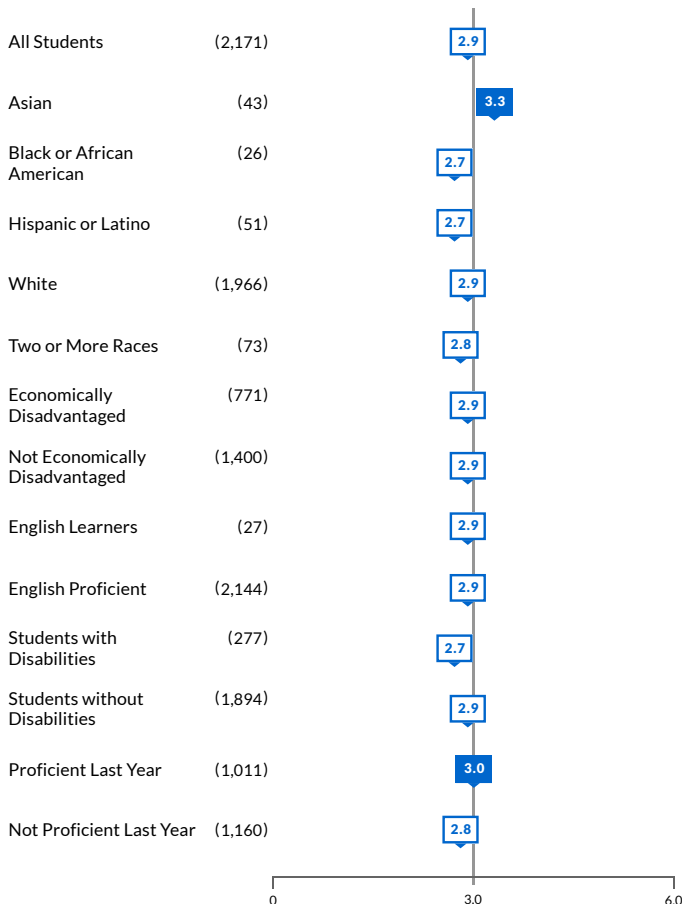 All Students (2,171) 2.9
Asian (43) 3.3
Black or African (26)
American 2.7
Hispanic or Latino (51) 2.7
White (1,966) 2.9
Two or More Races (73) 2.8
Economically (771)
Disadvantaged 2.9
Not Economically (1,400)
Disadvantaged 2.9
English Learners (27) 2.9
English Proficient (2,144) 2.9
Students with (277)
Disabilities 2.7
Students without (1,894)
Disabilities 2.9
Proficient Last Year (1,011) 3.0
Not Proficient Last Year (1,160) 2.8
0 3.0 6.0